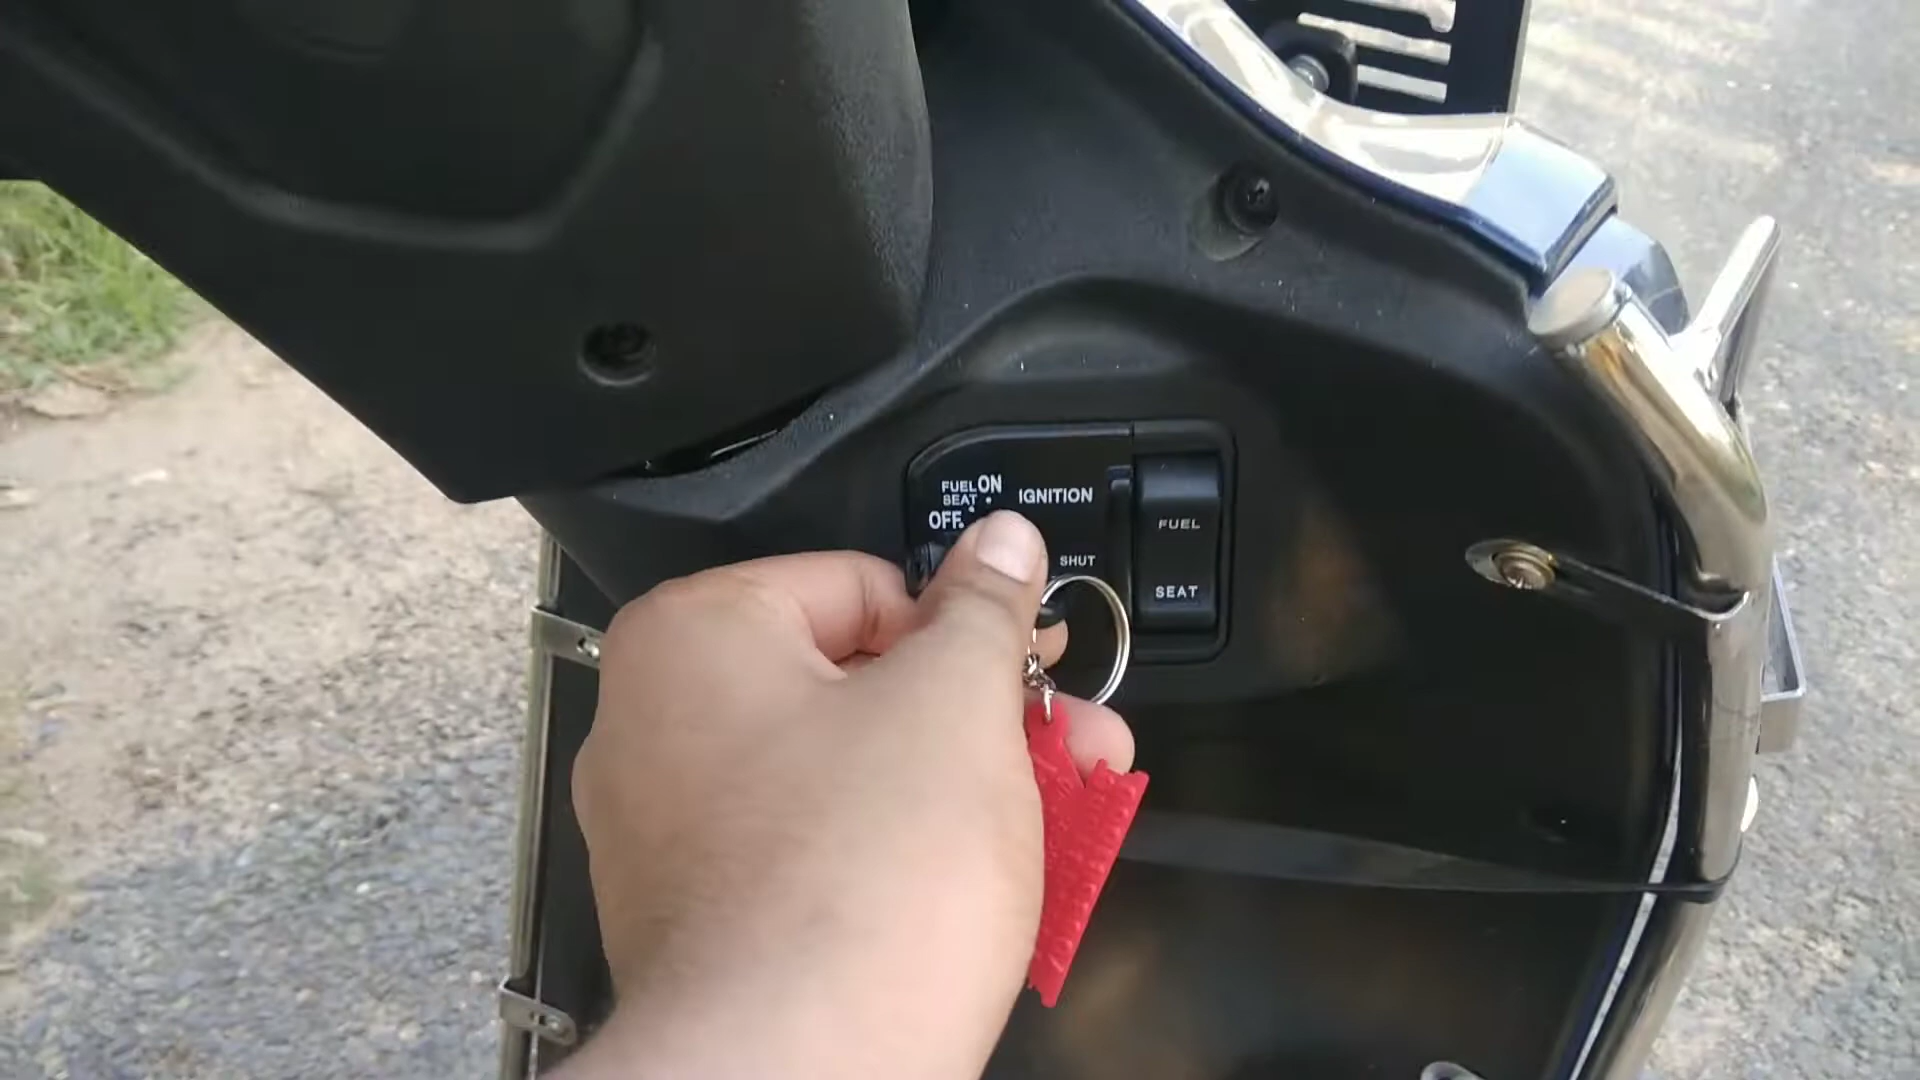 FUEL ON
SEAT
OFF
IGNITION
SHUT
FUEL
SEAT